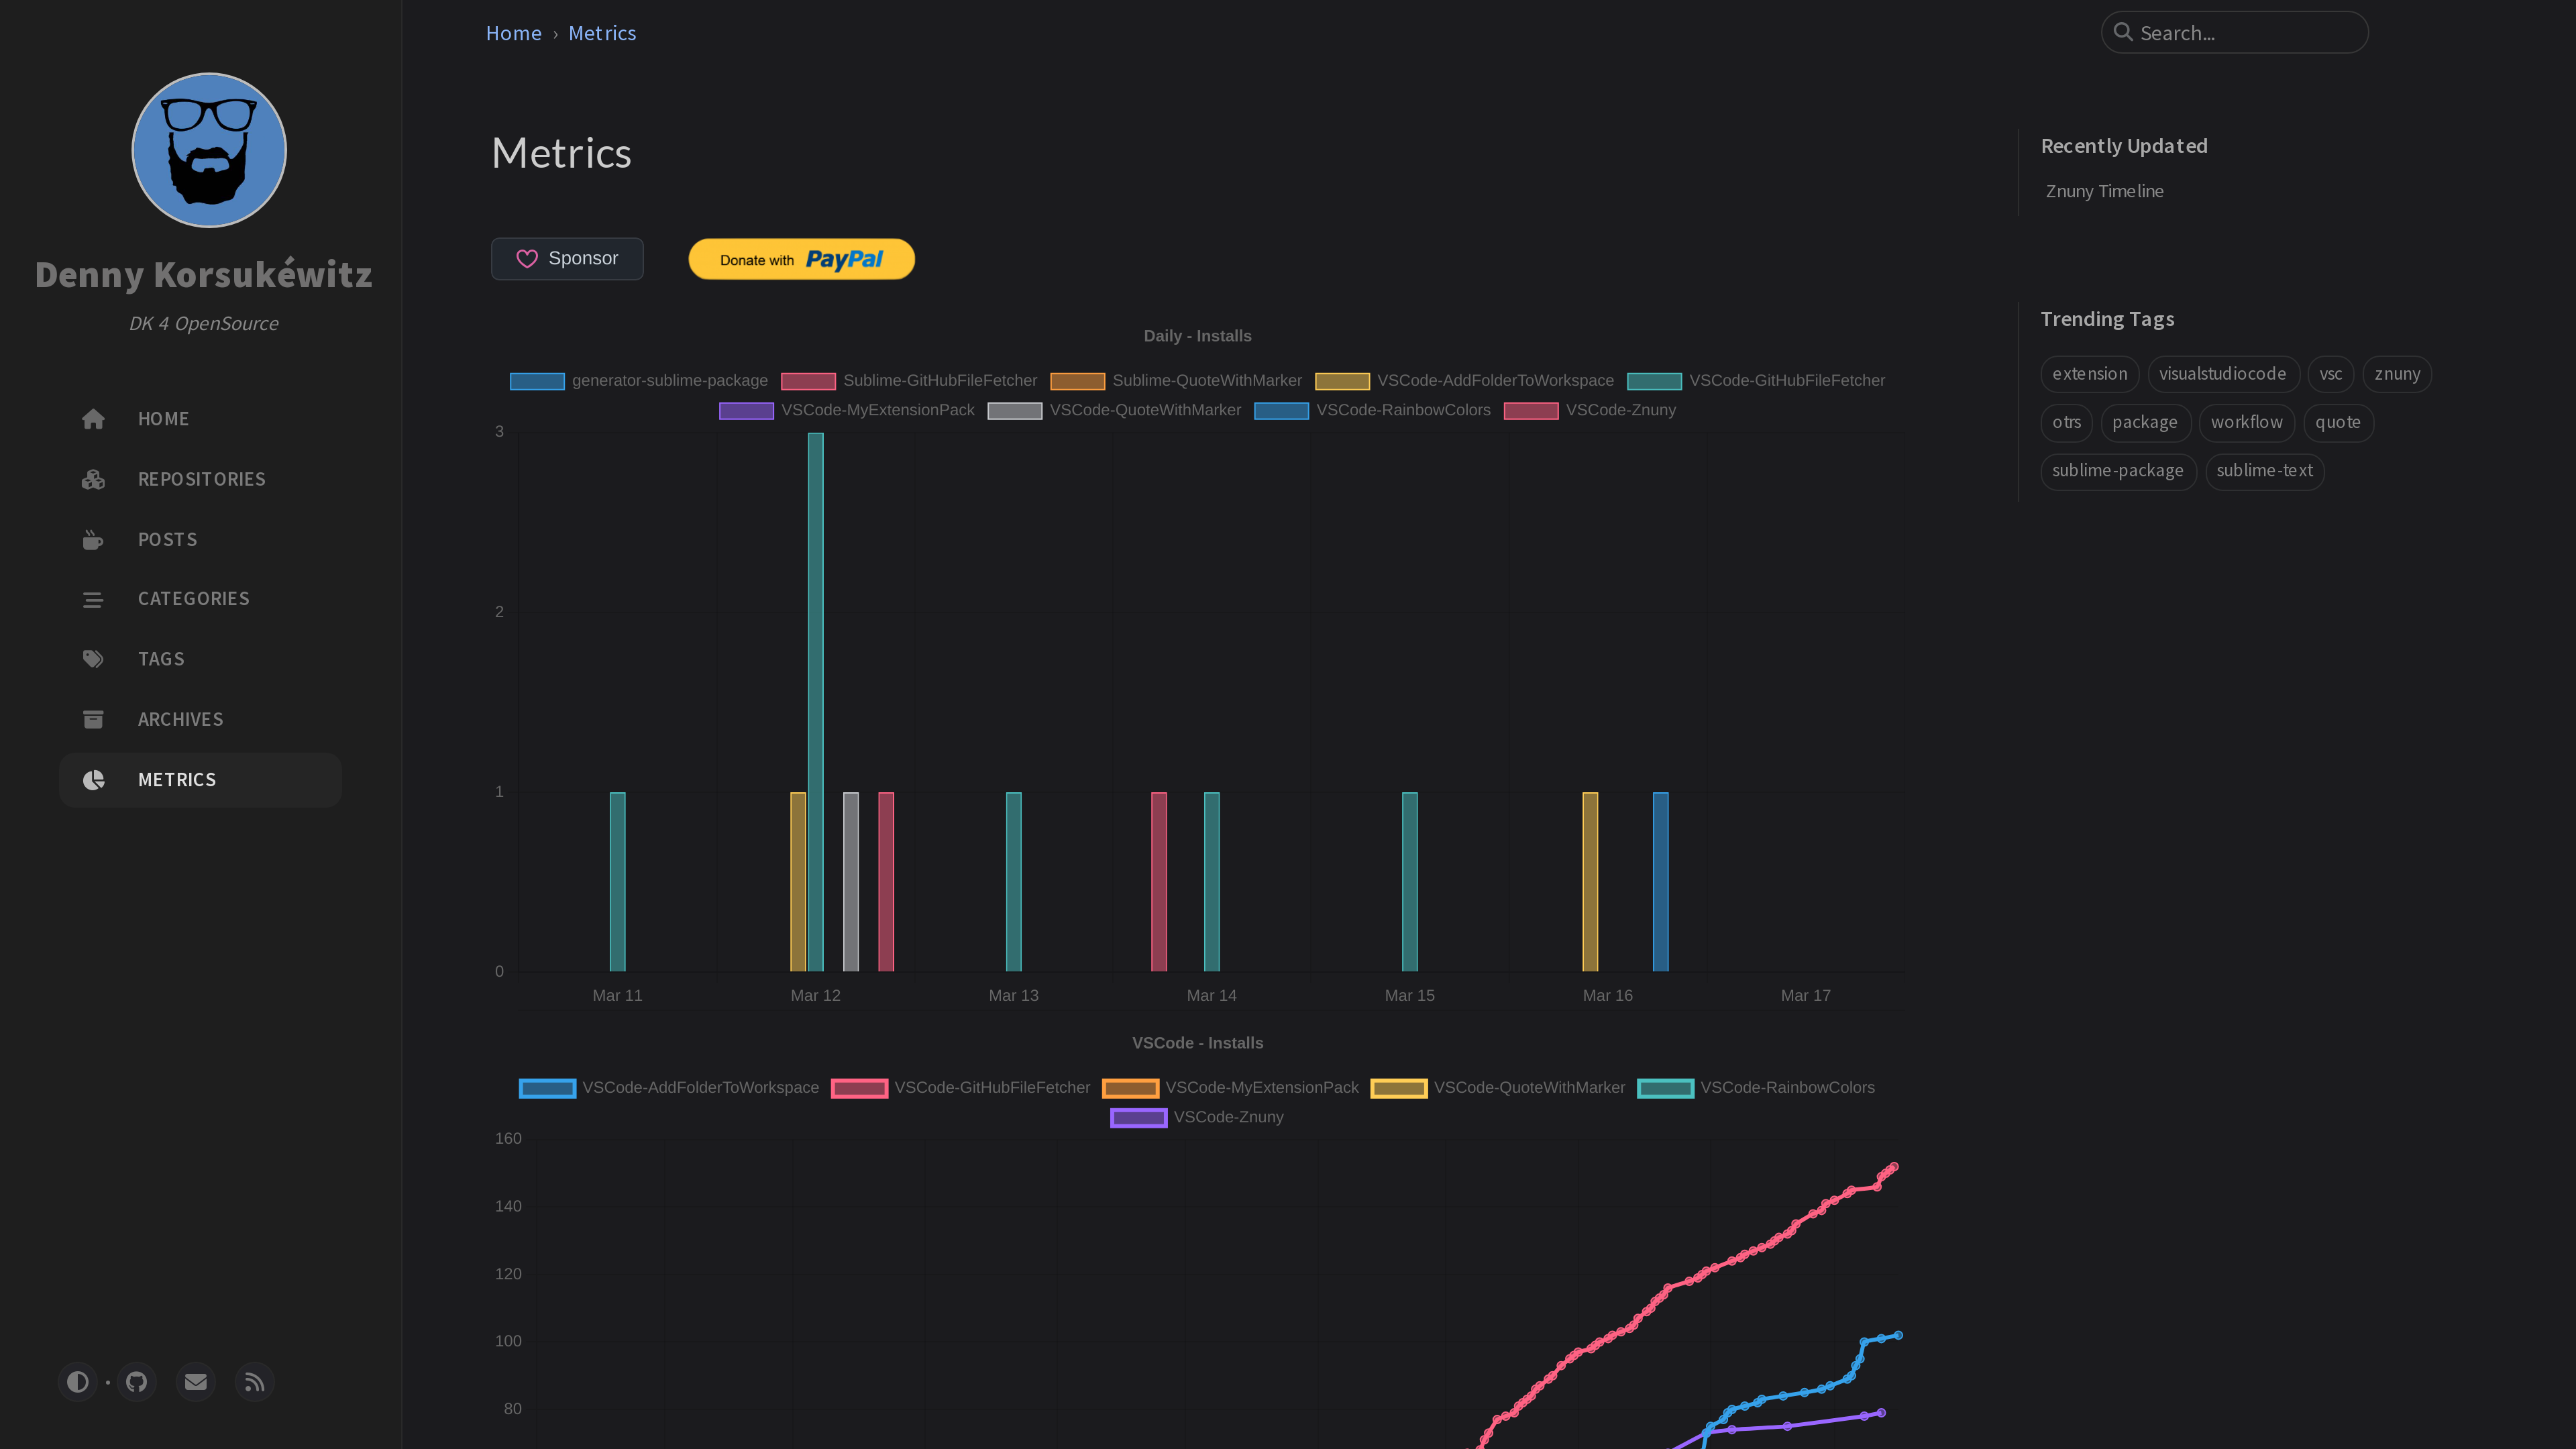 Denny Korsukéwitz
DK 4 OpenSource
HOME
REPOSITORIES
POSTS
CATEGORIES
TAGS
ARCHIVES
METRICS
Home › Metrics
Search...
Metrics
Sponsor
Donate with PayPal
Daily - Installs
generator-sublime-package Sublime-GitHubFileFetcher Sublime-QuoteWithMarker VSCode-AddFolderToWorkspace VSCode-GitHubFileFetcher
VSCode-MyExtensionPack VSCode-QuoteWithMarker VSCode-RainbowColors VSCode-Znuny
3
2
1
0
Mar 11 Mar 12 Mar 13 Mar 14 Mar 15 Mar 16 Mar 17
VSCode - Installs
VSCode-AddFolderToWorkspace VSCode-GitHubFileFetcher VSCode-MyExtensionPack VSCode-QuoteWithMarker VSCode-RainbowColors
VSCode-Znuny
160
140
120
100
80
Recently Updated
Znuny Timeline
Trending Tags
extension visualstudiocode vsc znuny
otrs package workflow quote
sublime-package sublime-text